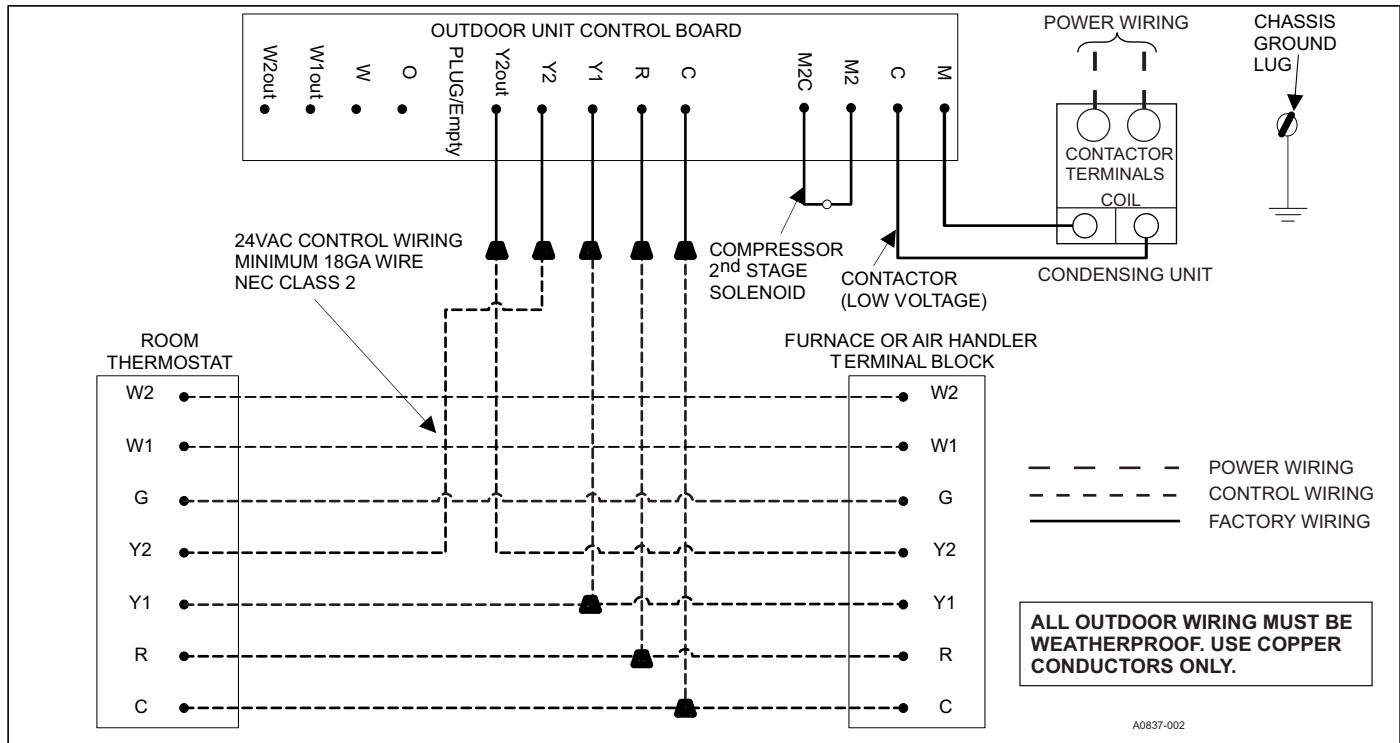 OUTDOOR UNIT CONTROL BOARD
W2out
W1out
W
O
PLUG/Empty
Y2out
Y2
Y1
R
C
M2C
M2
C
M
POWER WIRING
CONTACTOR
TERMINALS
COIL
CONDENSING UNIT
CHASSIS
GROUND
LUG
24VAC CONTROL WIRING
MINIMUM 18GA WIRE
NEC CLASS 2
COMPRESSOR
2nd STAGE
SOLENOID
CONTACTOR
(LOW VOLTAGE)
ROOM
THERMOSTAT
W2
W1
G
Y2
Y1
R
C
FURNACE OR AIR HANDLER
TERMINAL BLOCK
W2
W1
G
Y2
Y1
R
C
POWER WIRING
CONTROL WIRING
FACTORY WIRING
ALL OUTDOOR WIRING MUST BE
WEATHERPROOF. USE COPPER
CONDUCTORS ONLY.
A0837-002